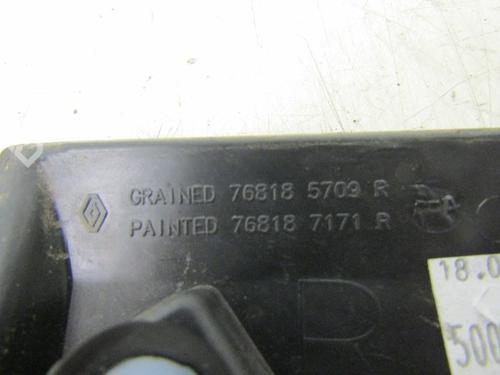 GRAINED 76818 5709 R
PAINTED 76818 7171 R
R
18.0
500